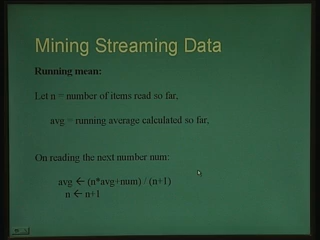 Mining Streaming Data
Running mean:
Let n = number of items read so far,
avg = running average calculated so far,
On reading the next number num:
avg ← (n*avg+num) / (n+1)
n ← n+1